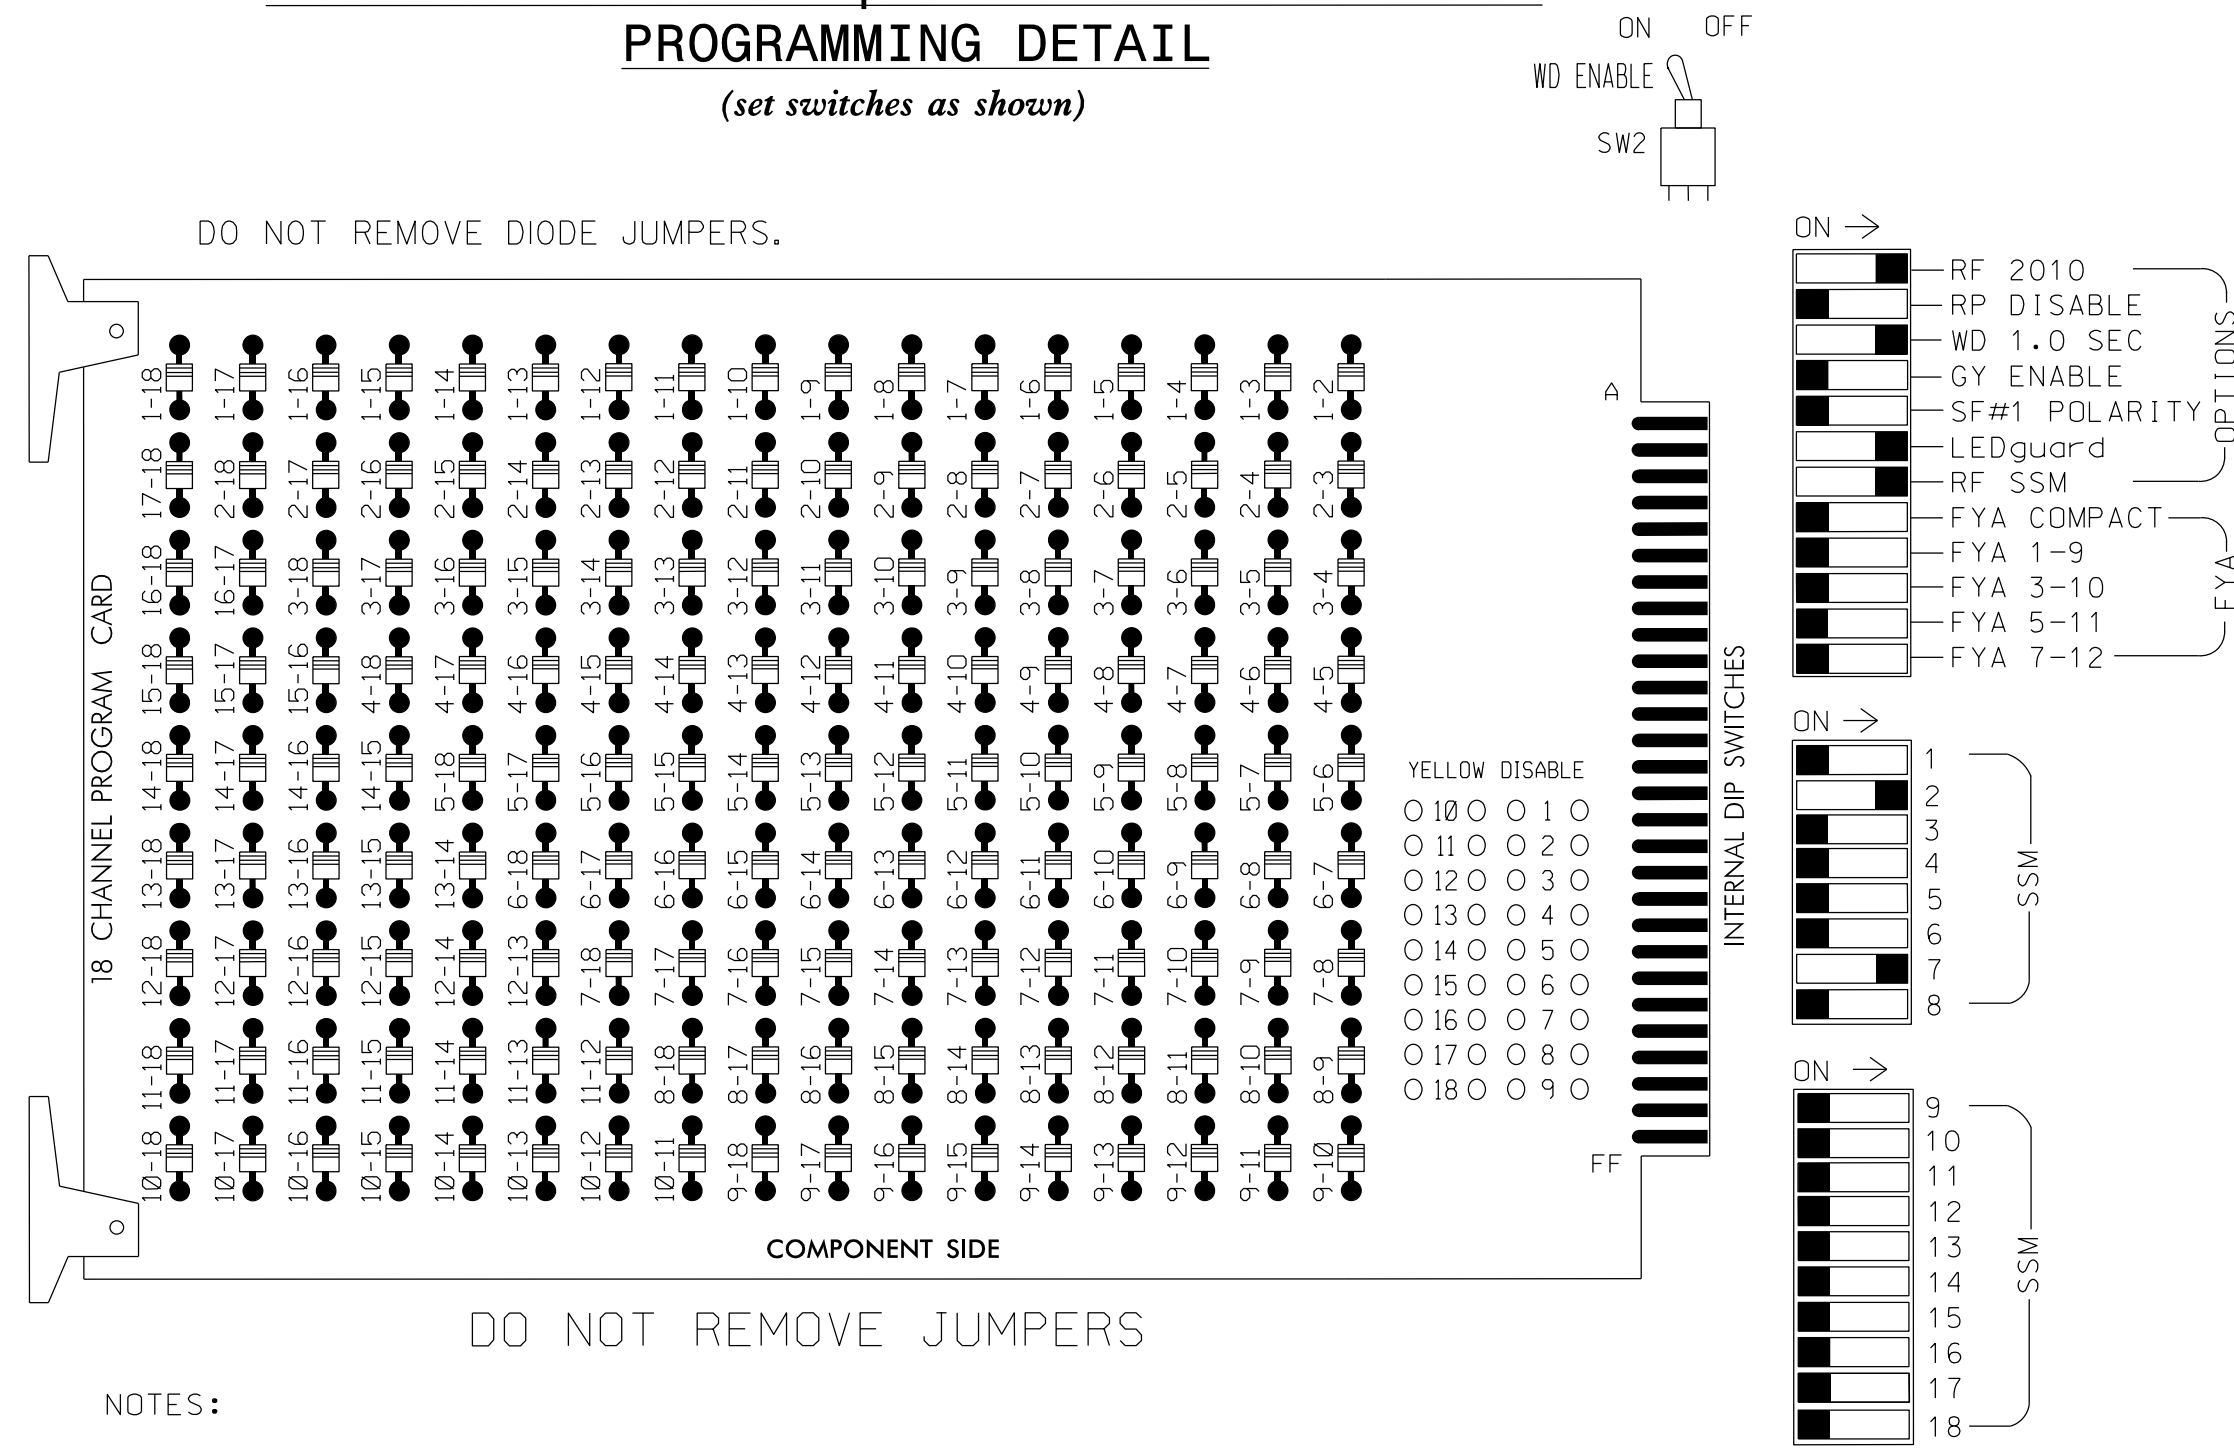 PROGRAMMING DETAIL
(set switches as shown)
ON OFF
WD ENABLE
SW2
DO NOT REMOVE DIODE JUMPERS.
18 CHANNEL PROGRAM CARD
1-18 1-17 1-16 1-15 1-14 1-13 1-12 1-11 1-10 1-9 1-8 1-7 1-6 1-5 1-4 1-3 1-2
17-18 2-18 2-17 2-16 2-15 2-14 2-13 2-12 2-11 2-10 2-9 2-8 2-7 2-6 2-5 2-4 2-3
16-18 16-17 3-18 3-17 3-16 3-15 3-14 3-13 3-12 3-11 3-10 3-9 3-8 3-7 3-6 3-5 3-4
15-18 15-17 15-16 4-18 4-17 4-16 4-15 4-14 4-13 4-12 4-11 4-10 4-9 4-8 4-7 4-6 4-5
14-18 14-17 14-16 14-15 5-18 5-17 5-16 5-15 5-14 5-13 5-12 5-11 5-10 5-9 5-8 5-7 5-6
13-18 13-17 13-16 13-15 13-14 6-18 6-17 6-16 6-15 6-14 6-13 6-12 6-11 6-10 6-9 6-8 6-7
12-18 12-17 12-16 12-15 12-14 12-13 7-18 7-17 7-16 7-15 7-14 7-13 7-12 7-11 7-10 7-9 7-8
11-18 11-17 11-16 11-15 11-14 11-13 11-12 8-18 8-17 8-16 8-15 8-14 8-13 8-12 8-11 8-10 8-9
10-18 10-17 10-16 10-15 10-14 10-13 10-12 10-11 9-18 9-17 9-16 9-15 9-14 9-13 9-12 9-11 9-10
A
YELLOW DISABLE
10 1
11 2
12 3
13 4
14 5
15 6
16 7
17 8
18 9
FF
COMPONENT SIDE
INTERNAL DIP SWITCHES
ON
RF 2010
RP DISABLE
WD 1.0 SEC
GY ENABLE
SF#1 POLARITY
LEDguard
RF SSM
OPTIONS
FYA COMPACT
FYA 1-9
FYA 3-10
FYA 5-11
FYA 7-12
FYA
ON
1
2
3
4
5
6
7
8
SSM
ON
9
10
11
12
13
14
15
16
17
18
SSM
DO NOT REMOVE JUMPERS
NOTES: